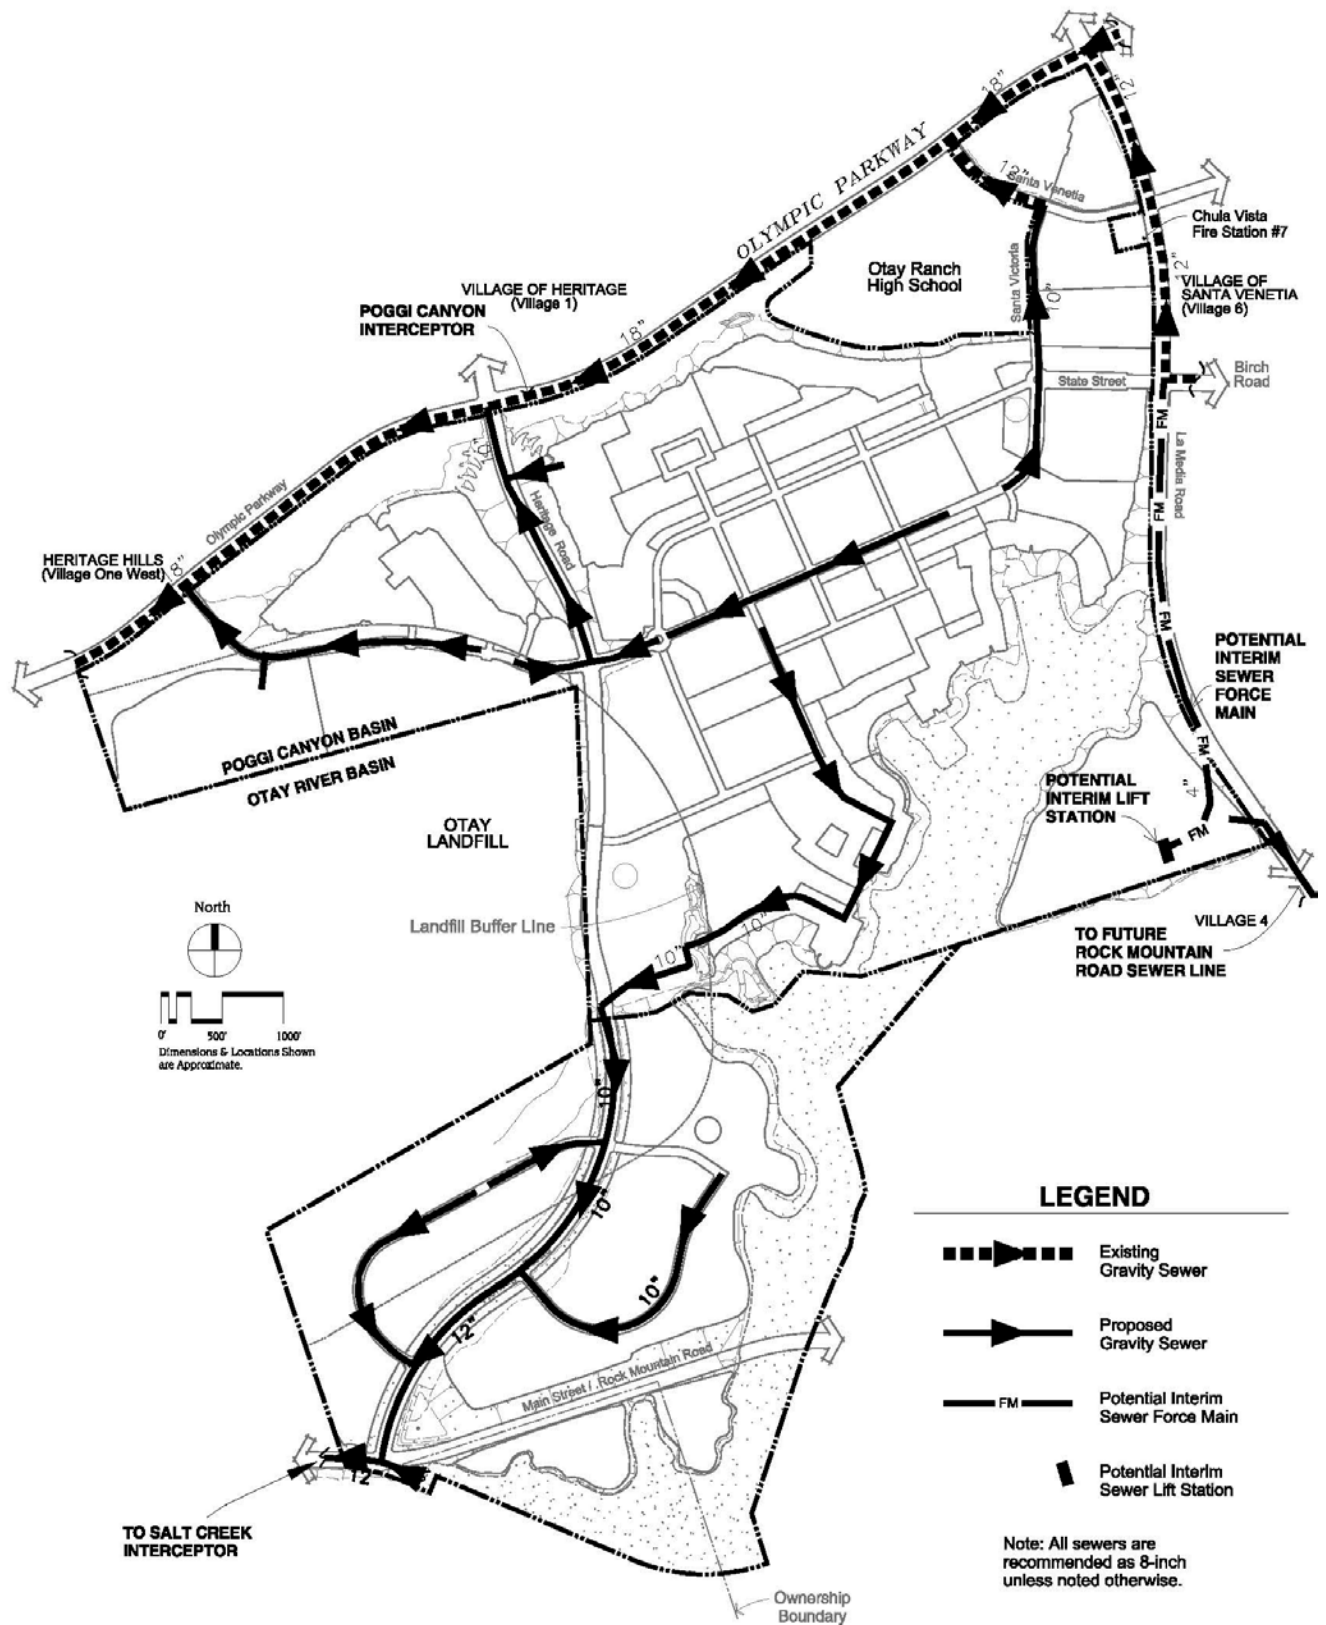 18"
12"
OLYMPIC PARKWAY
12"
Santa Venetia
Chula Vista
Fire Station #7
Otay Ranch
High School
Santa Victoria
10"
12"
VILLAGE OF
SANTA VENETIA
(Village 6)
VILLAGE OF HERITAGE
(Village 1)
POGGI CANYON
INTERCEPTOR
18"
State Street
Birch
Road
FM
La Media Road
FM
10"
Heritage Road
Olympic Parkway
HERITAGE HILLS
(Village One West)
18"
FM
FM
POTENTIAL
INTERIM
SEWER
FORCE
MAIN
POGGI CANYON BASIN
OTAY RIVER BASIN
FM
POTENTIAL
INTERIM LIFT
STATION
4"
FM
OTAY
LANDFILL
North
Landfill Buffer Line
10"
10"
VILLAGE 4
TO FUTURE
ROCK MOUNTAIN
ROAD SEWER LINE
0'
500'
1000'
Dimensions & Locations Shown
are Approximate.
10"
10"
10"
12"
Main Street / Rock Mountain Road
12"
TO SALT CREEK
INTERCEPTOR
Ownership
Boundary
LEGEND
Existing
Gravity Sewer
Proposed
Gravity Sewer
FM
Potential Interim
Sewer Force Main
Potential Interim
Sewer Lift Station
Note: All sewers are
recommended as 8-inch
unless noted otherwise.